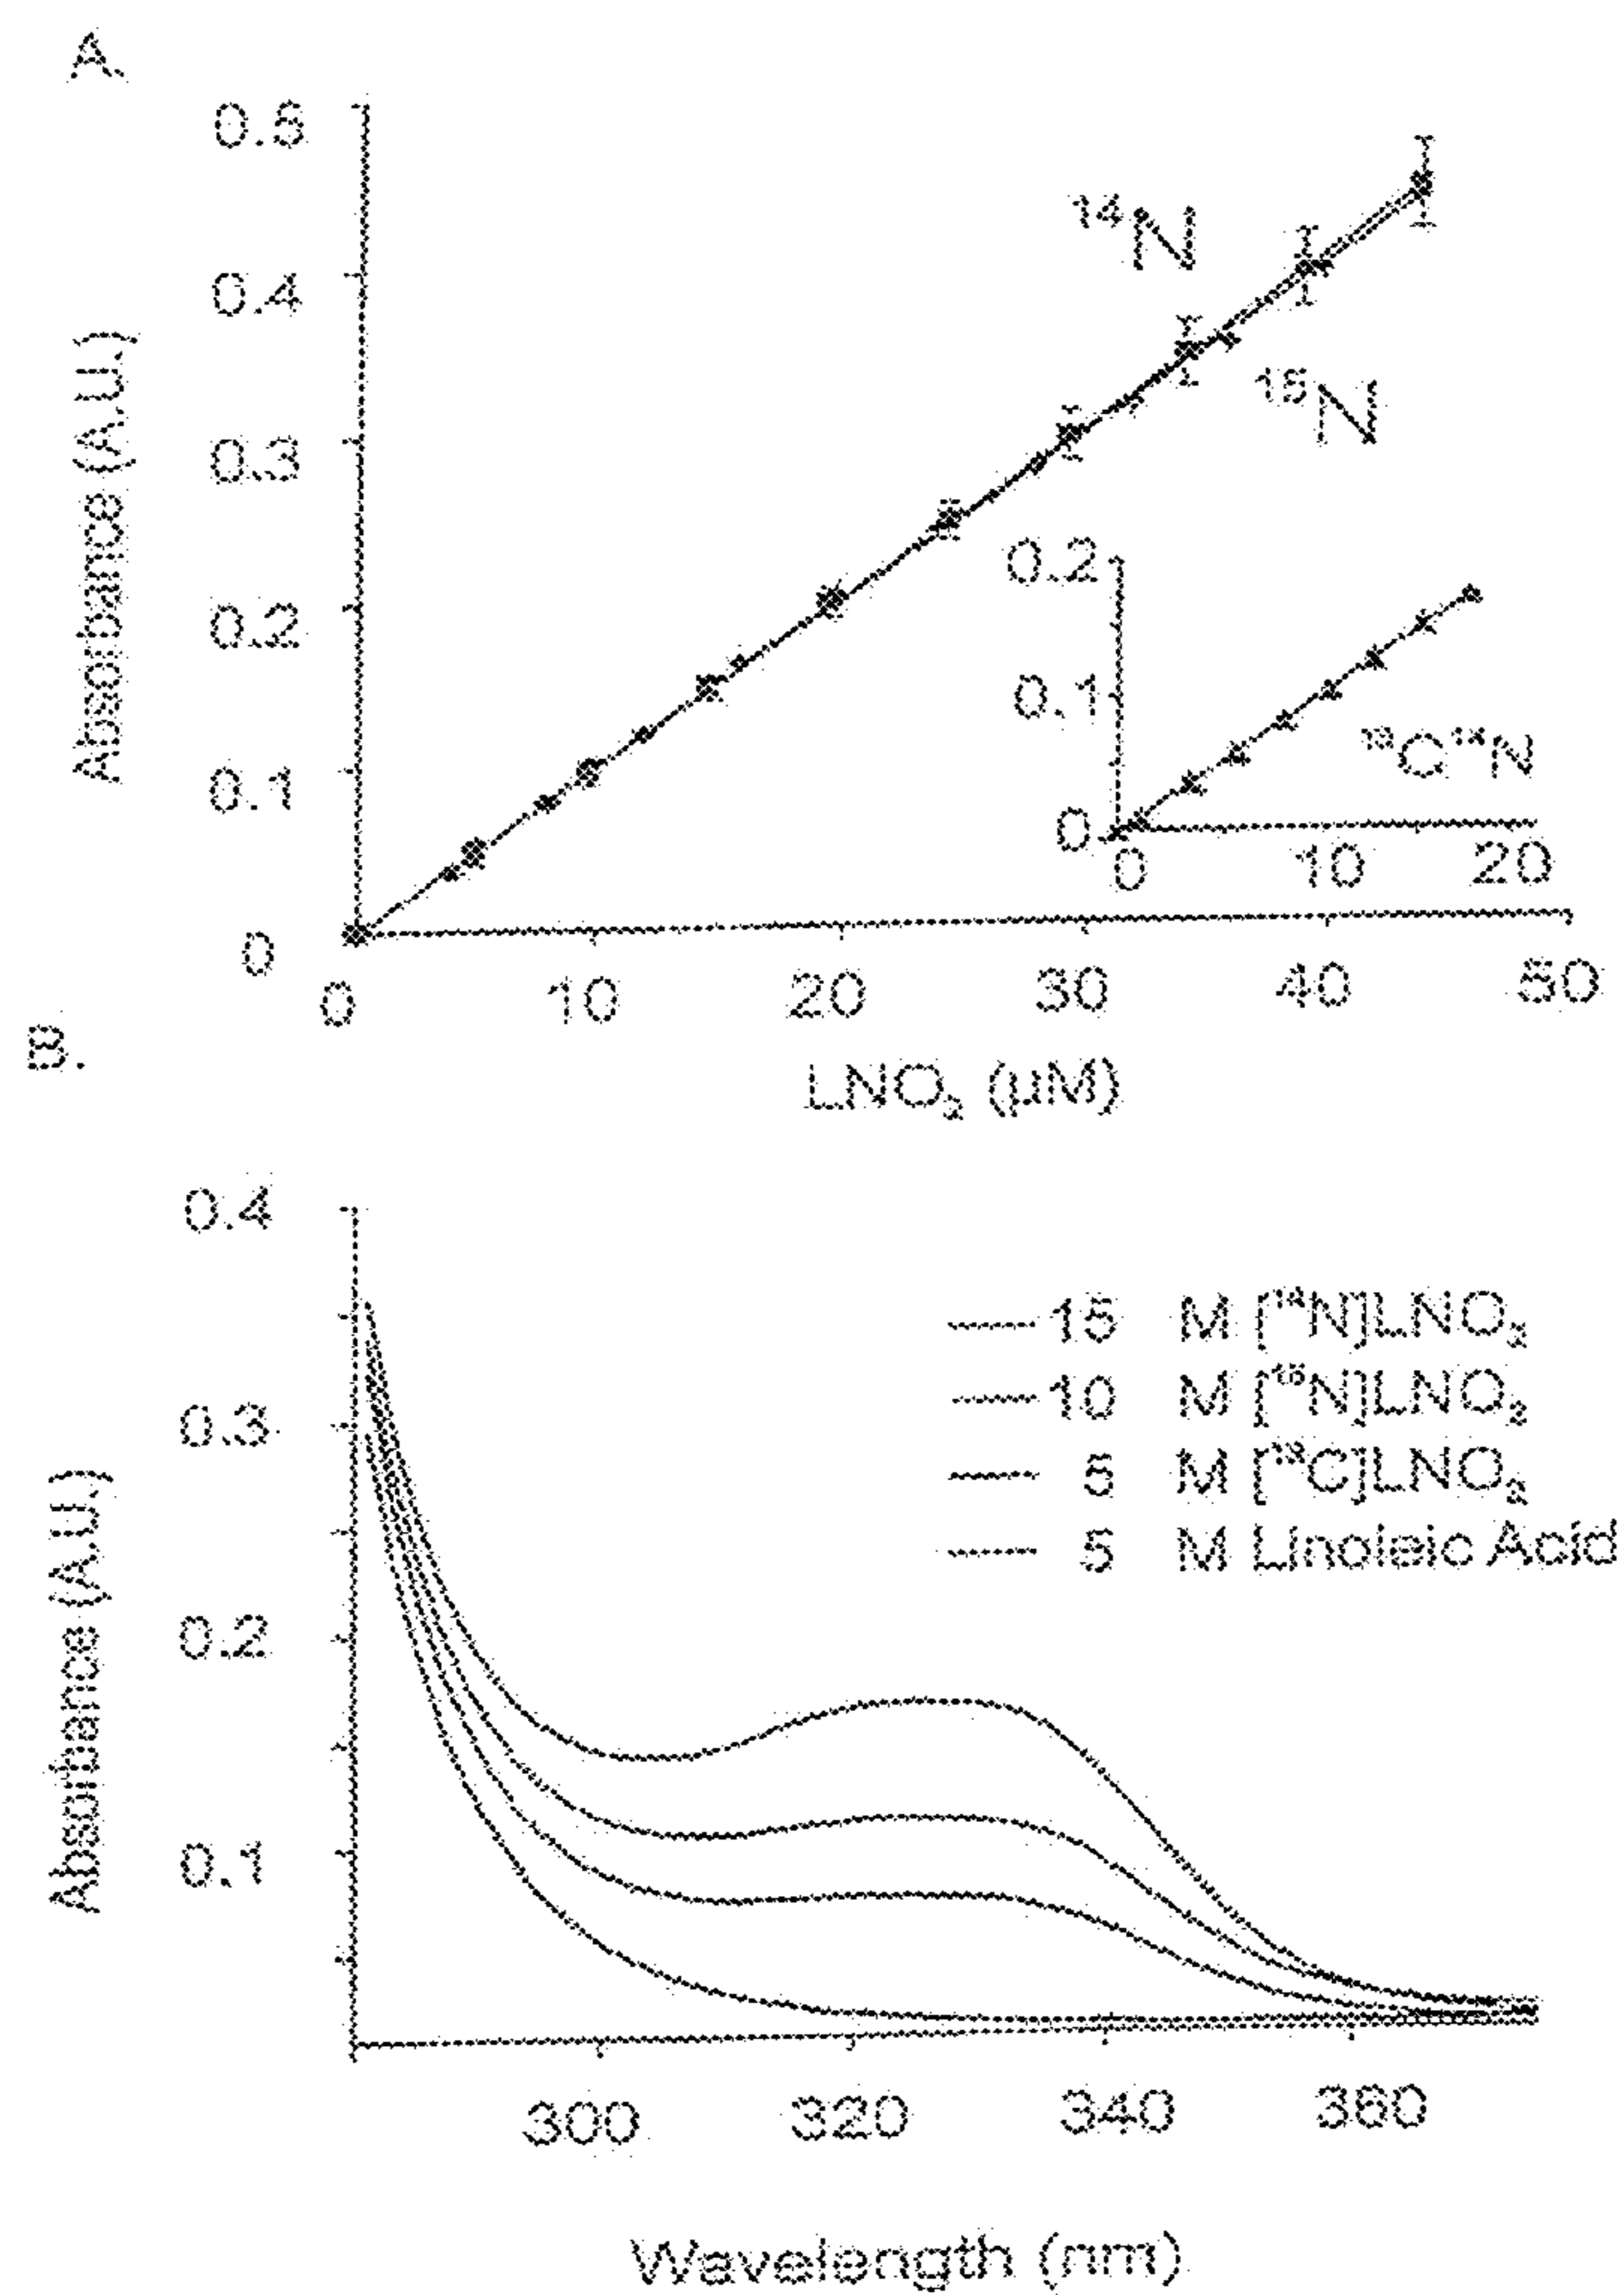 A.
0.5
0.4
0.3
0.2
0.1
0
Absorbance (A.U.)
¹⁴N
¹⁵N
0.2
0.1
0
0 10 20
¹³C¹⁴N
0 10 20 30 40 50
LNO₂ (µM)
B.
0.4
0.3
0.2
0.1
Absorbance (A.U.)
15 M [¹⁴N]LNO₂
10 M [¹⁵N]LNO₂
5 M [¹³C]LNO₂
5 M Linoleic Acid
300 320 340 360
Wavelength (nm)